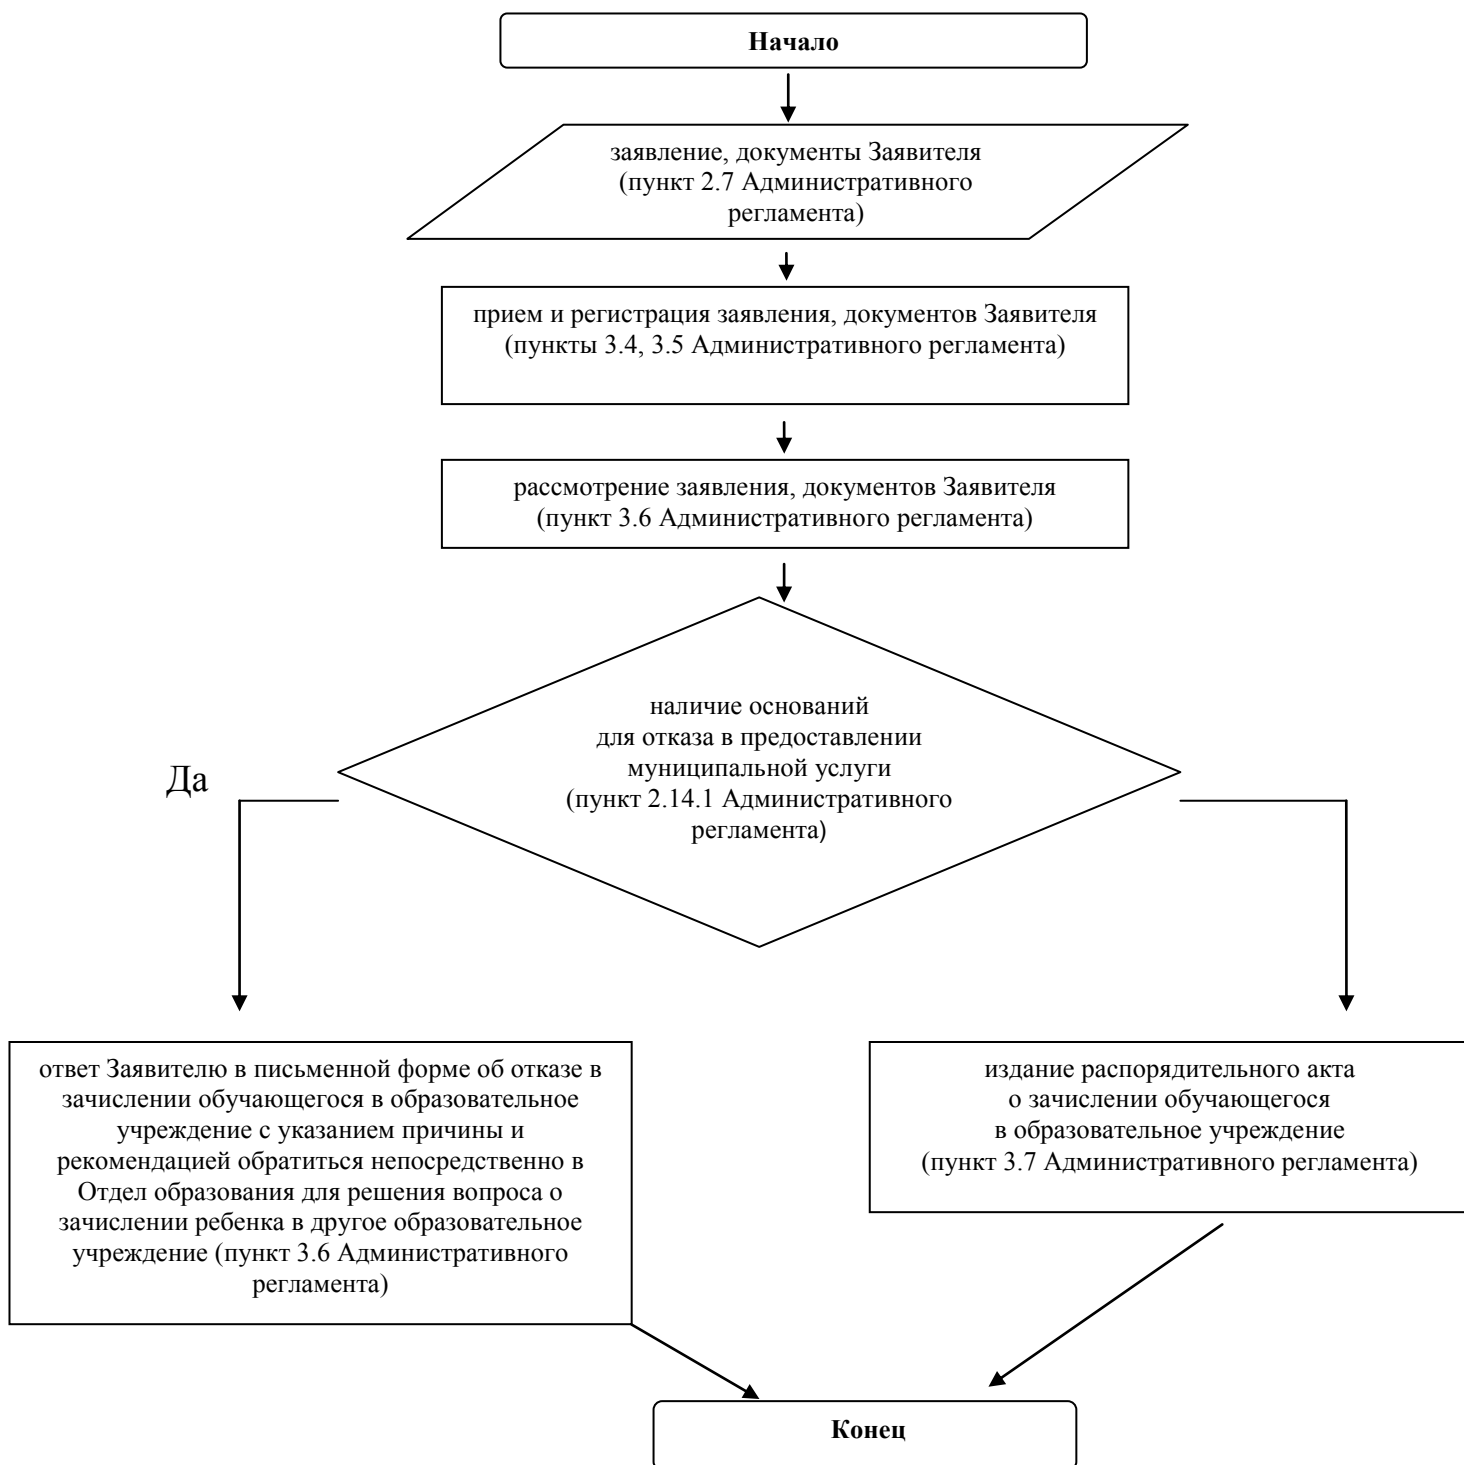 Начало
заявление, документы Заявителя
(пункт 2.7 Административного
регламента)
прием и регистрация заявления, документов Заявителя
(пункты 3.4, 3.5 Административного регламента)
рассмотрение заявления, документов Заявителя
(пункт 3.6 Административного регламента)
наличие оснований
для отказа в предоставлении
муниципальной услуги
(пункт 2.14.1 Административного
регламента)
Да
ответ Заявителю в письменной форме об отказе в
зачислении обучающегося в образовательное
учреждение с указанием причины и
рекомендацией обратиться непосредственно в
Отдел образования для решения вопроса о
зачислении ребенка в другое образовательное
учреждение (пункт 3.6 Административного
регламента)
издание распорядительного акта
о зачислении обучающегося
в образовательное учреждение
(пункт 3.7 Административного регламента)
Конец